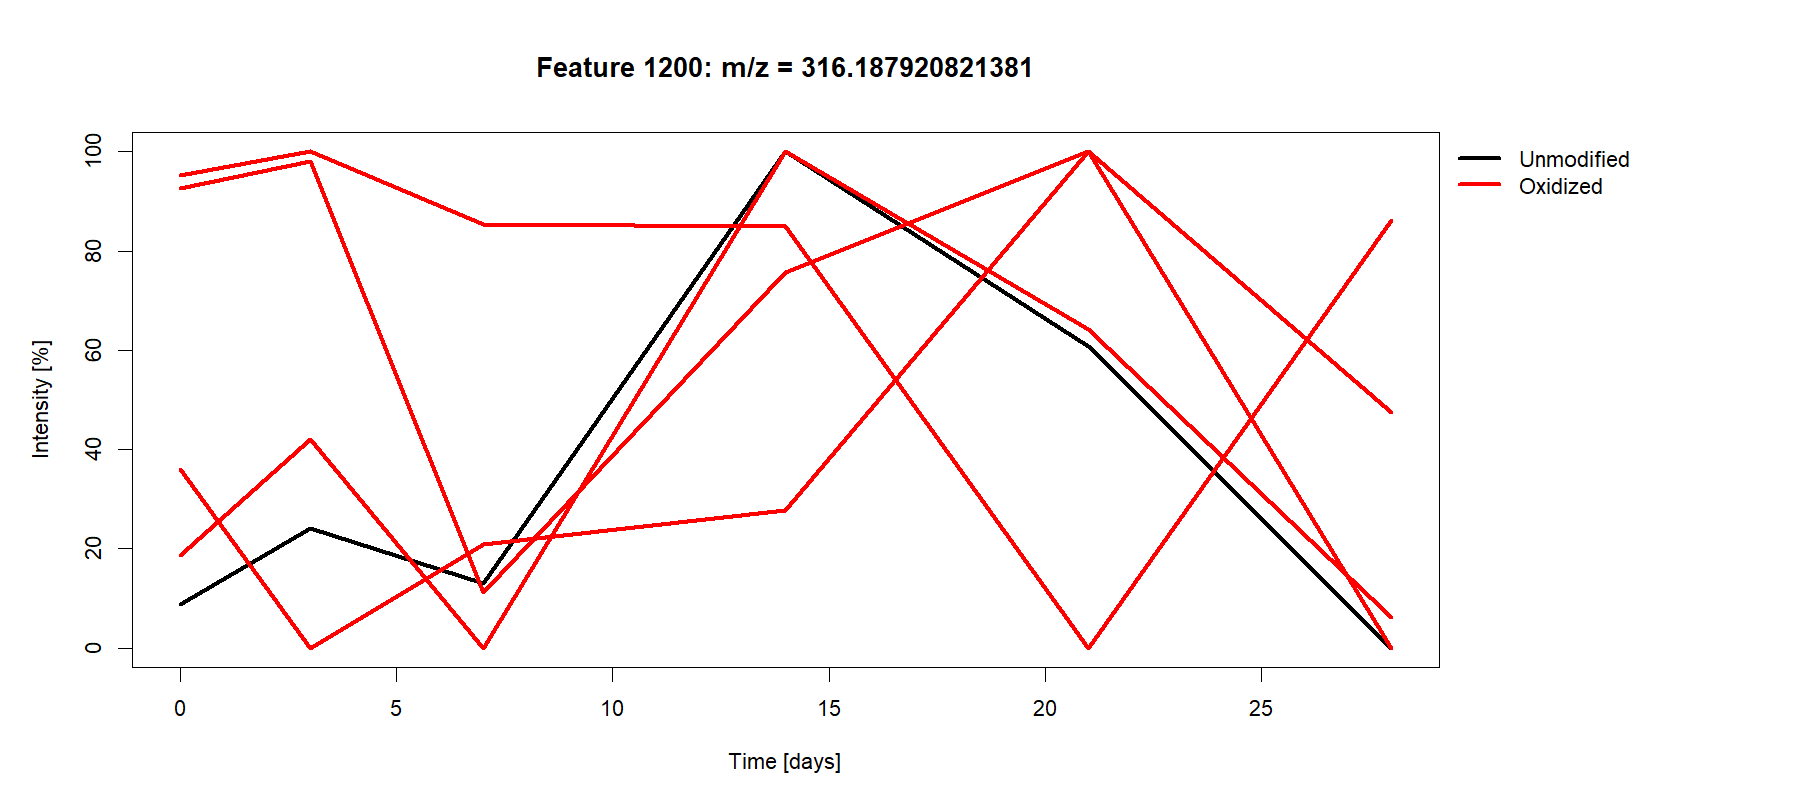 Feature 1200: m/z = 316.187920821381
Unmodified
Oxidized
Intensity [%]
100
80
60
40
20
0
0 5 10 15 20 25
Time [days]